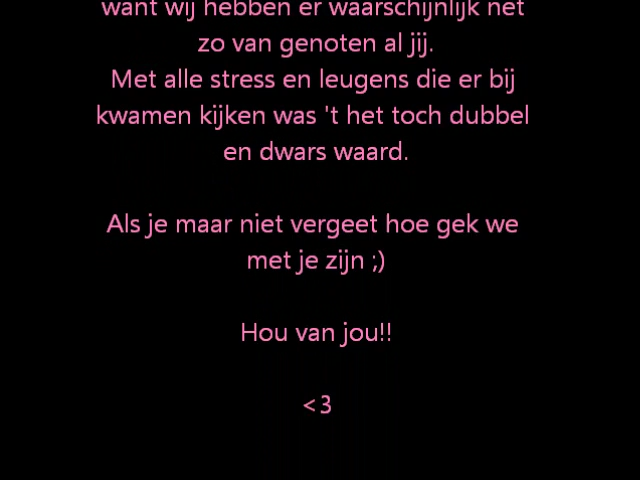 want wij hebben er waarschijnlijk net
zo van genoten al jij.
Met alle stress en leugens die er bij
kwamen kijken was 't het toch dubbel
en dwars waard.
Als je maar niet vergeet hoe gek we
met je zijn ;)
Hou van jou!!
<3